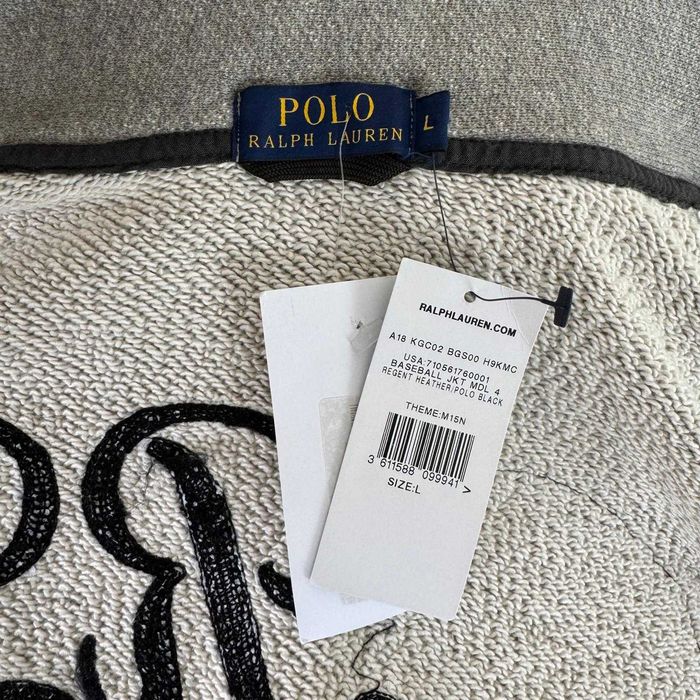 POLO
RALPH LAUREN
L
RALPHLAUREN.COM
A18 KGC02 BGS00 H9KMC
USA:710561760001
BASEBALL JKT MDL 4
REGENT HEATHER/POLO BLACK
THEME:M15N
3 611588 099941 >
SIZE:L